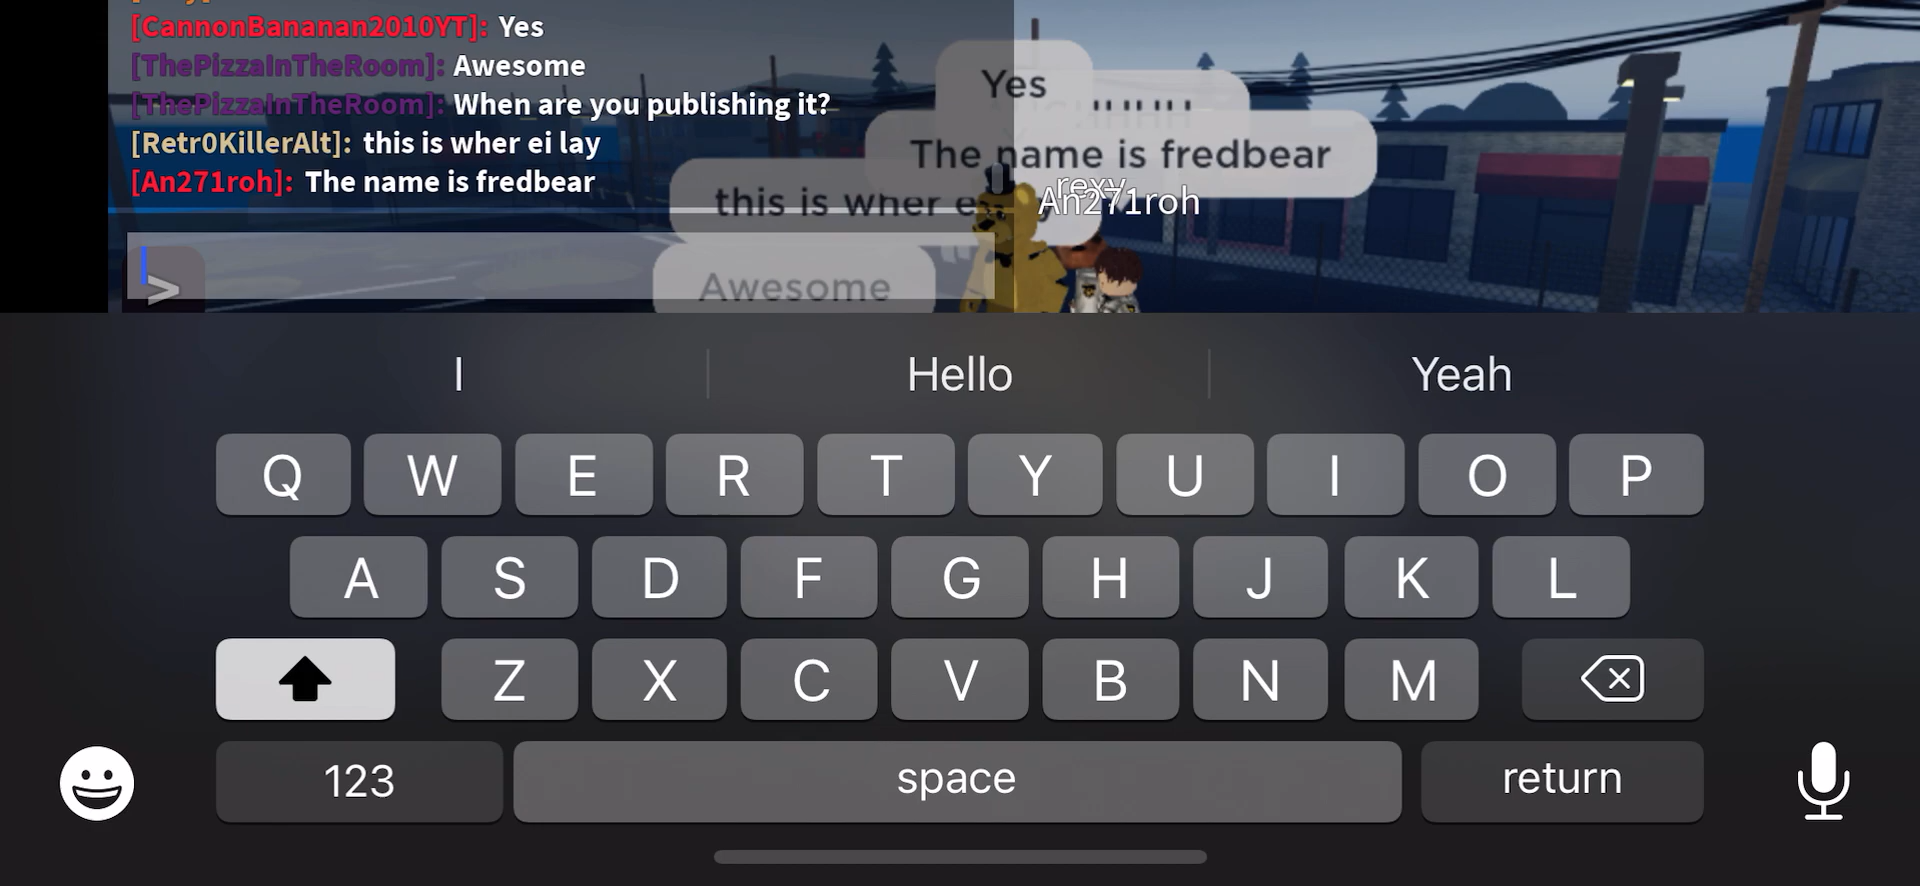 [CannonBananan2010YT]: Yes
[ThePizzaInTheRoom]: Awesome
[ThePizzaInTheRoom]: When are you publishing it?
[Retr0KillerAlt]: this is wher ei lay
[An271roh]: The name is fredbear
Yes
The name is fredbear
rexy
An271roh
this is wher e
Awesome
>
I Hello Yeah
Q W E R T Y U I O P
A S D F G H J K L
Z X C V B N M
123 space return